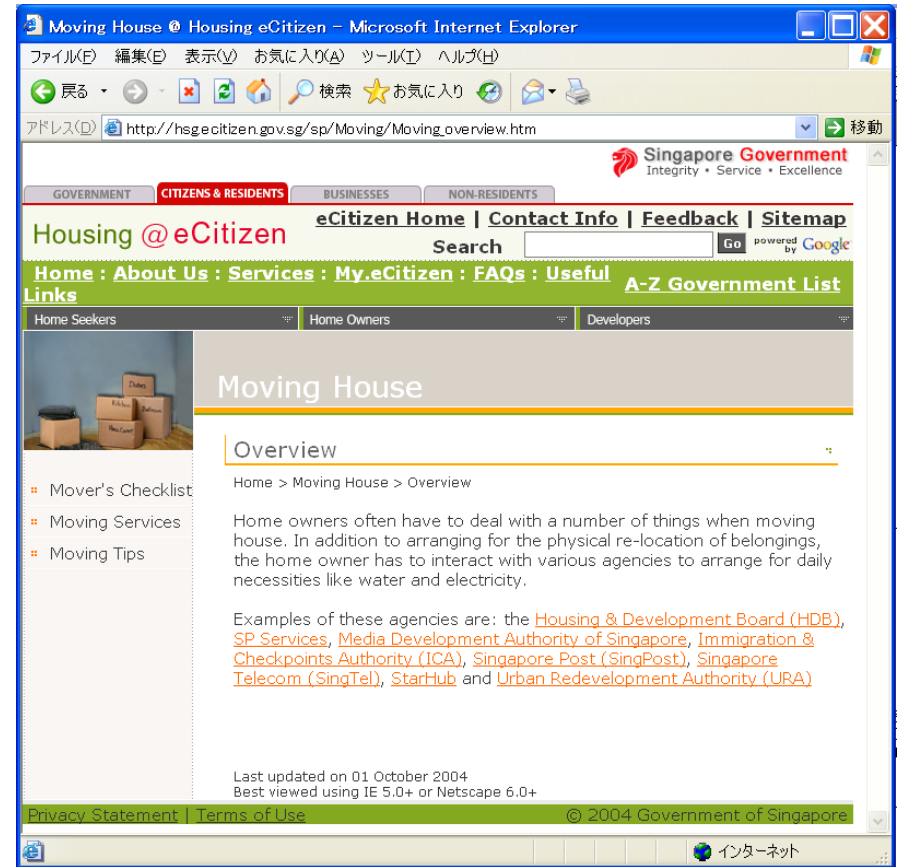 Moving House @ Housing eCitizen - Microsoft Internet Explorer
ファイル(F) 編集(E) 表示(V) お気に入り(A) ツール(T) ヘルプ(H)
戻る 検索 お気に入り
アドレス(D) http://hsg.ecitizen.gov.sg/sp/Moving/Moving_overview.htm 移動
Singapore Government
Integrity • Service • Excellence
GOVERNMENT CITIZENS & RESIDENTS BUSINESSES NON-RESIDENTS
Housing @ eCitizen
eCitizen Home | Contact Info | Feedback | Sitemap
Search Go powered by Google
Home : About Us : Services : My.eCitizen : FAQs : Useful
Links
A-Z Government List
Home Seekers Home Owners Developers
Moving House
Overview
Home > Moving House > Overview
Mover's Checklist
Moving Services
Moving Tips
Home owners often have to deal with a number of things when moving
house. In addition to arranging for the physical re-location of belongings,
the home owner has to interact with various agencies to arrange for daily
necessities like water and electricity.
Examples of these agencies are: the Housing & Development Board (HDB),
SP Services, Media Development Authority of Singapore, Immigration &
Checkpoints Authority (ICA), Singapore Post (SingPost), Singapore
Telecom (SingTel), StarHub and Urban Redevelopment Authority (URA)
Last updated on 01 October 2004
Best viewed using IE 5.0+ or Netscape 6.0+
Privacy Statement | Terms of Use © 2004 Government of Singapore
インターネット